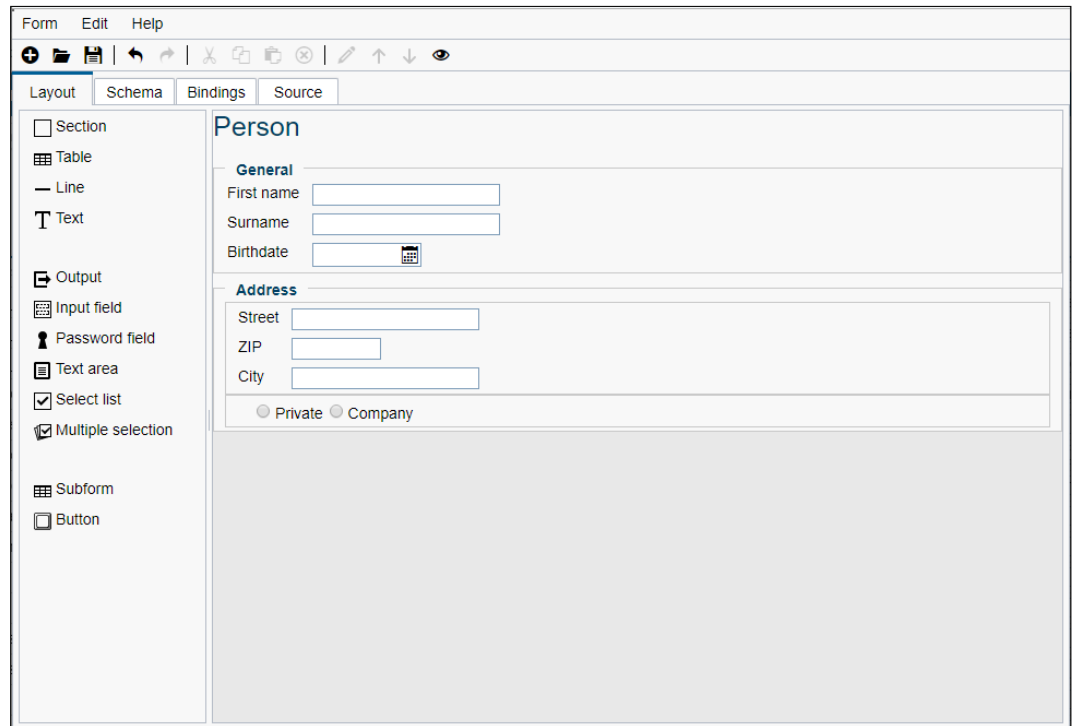 Form Edit Help
Layout Schema Bindings Source
Section
Table
Line
Text
Output
Input field
Password field
Text area
Select list
Multiple selection
Subform
Button
Person
General
First name
Surname
Birthdate
Address
Street
ZIP
City
Private Company